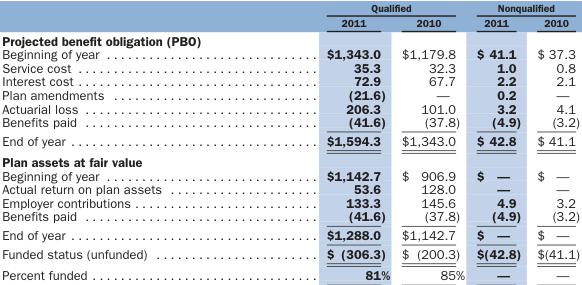 Qualified Nonqualified
2011 2010 2011 2010
Projected benefit obligation (PBO)
Beginning of year $1,343.0 $1,179.8 $ 41.1 $ 37.3
Service cost 35.3 32.3 1.0 0.8
Interest cost 72.9 67.7 2.2 2.1
Plan amendments (21.6) — 0.2 —
Actuarial loss 206.3 101.0 3.2 4.1
Benefits paid (41.6) (37.8) (4.9) (3.2)
End of year $1,594.3 $1,343.0 $ 42.8 $ 41.1
Plan assets at fair value
Beginning of year $1,142.7 $ 906.9 $ — $ —
Actual return on plan assets 53.6 128.0 — —
Employer contributions 133.3 145.6 4.9 3.2
Benefits paid (41.6) (37.8) (4.9) (3.2)
End of year $1,288.0 $1,142.7 $ — $ —
Funded status (unfunded) $ (306.3) $ (200.3) $(42.8) $(41.1)
Percent funded 81% 85% — —